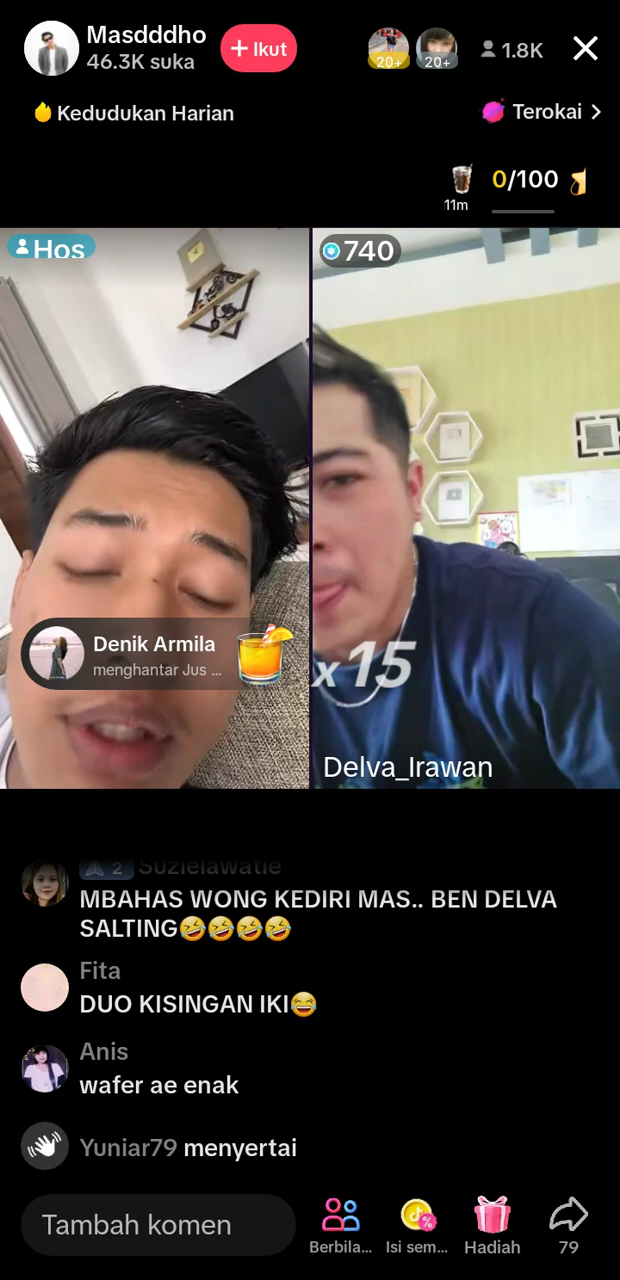 Masdddho
46.3K suka
+ Ikut
20+
20+
1.8K
Kedudukan Harian
Terokai >
11m
0/100
Hos
740
Denik Armila
menghantar Jus ...
x15
Delva_Irawan
2 Suzielawatie
MBAHAS WONG KEDIRI MAS.. BEN DELVA
SALTING🤣🤣🤣🤣
Fita
DUO KISINGAN IKI😂
Anis
wafer ae enak
Yuniar79 menyertai
Tambah komen
Berbila...
Isi sem...
Hadiah
79